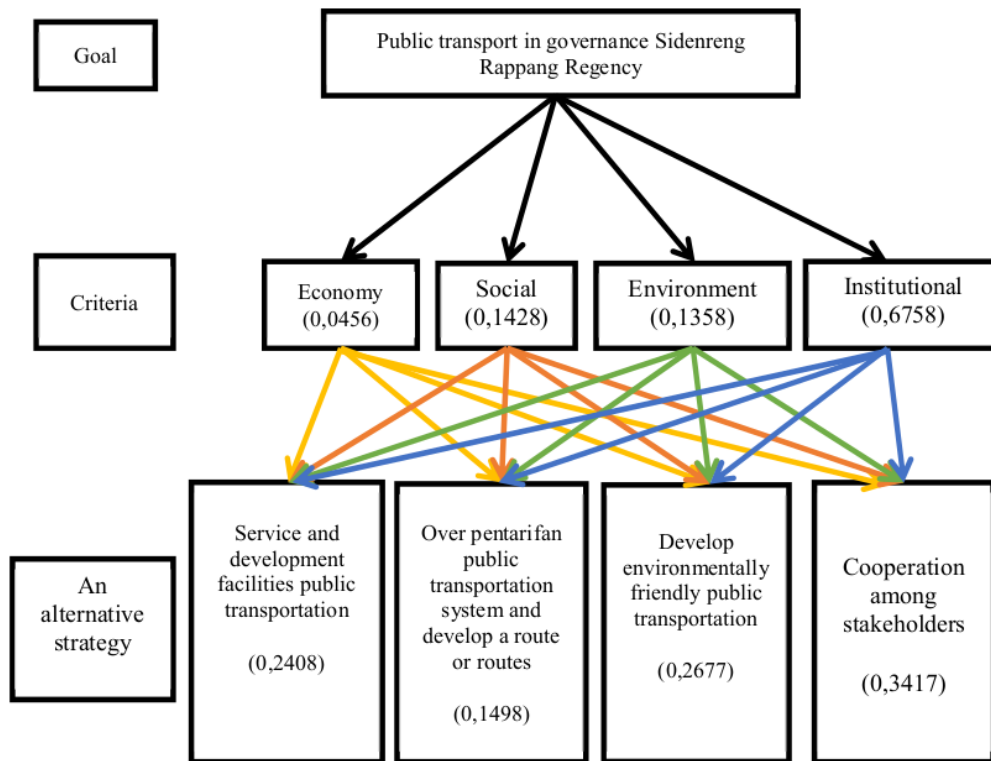 Goal
Public transport in governance Sidenreng
Rappang Regency
Criteria
Economy
(0,0456)
Social
(0,1428)
Environment
(0,1358)
Institutional
(0,6758)
An
alternative
strategy
Service and
development
facilities public
transportation
(0,2408)
Over pentarifan
public
transportation
system and
develop a route
or routes
(0,1498)
Develop
environmentally
friendly public
transportation
(0,2677)
Cooperation
among
stakeholders
(0,3417)